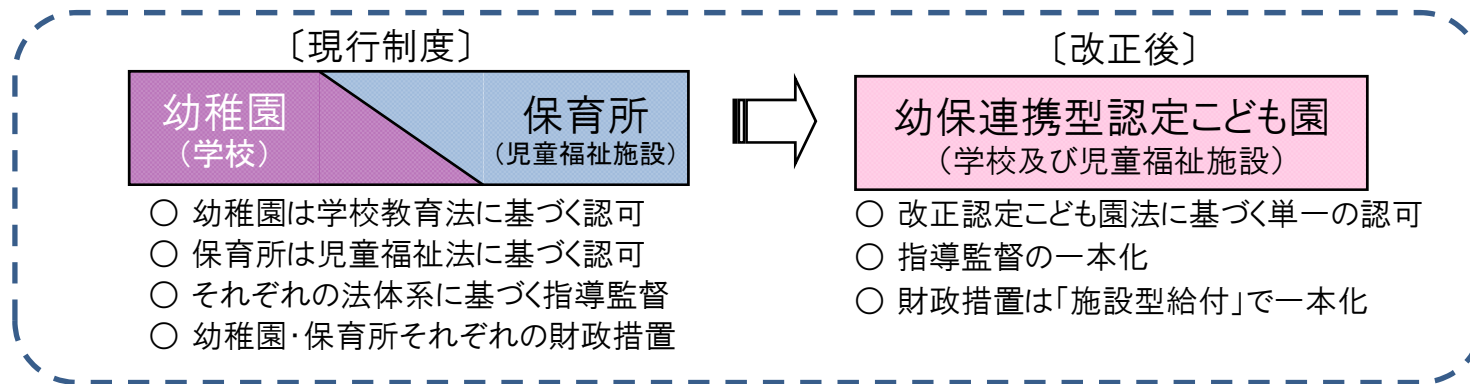 〔現行制度〕
幼稚園
（学校）
保育所
（児童福祉施設）
○ 幼稚園は学校教育法に基づく認可
○ 保育所は児童福祉法に基づく認可
○ それぞれの法体系に基づく指導監督
○ 幼稚園・保育所それぞれの財政措置
〔改正後〕
幼保連携型認定こども園
（学校及び児童福祉施設）
○ 改正認定こども園法に基づく単一の認可
○ 指導監督の一本化
○ 財政措置は「施設型給付」で一本化